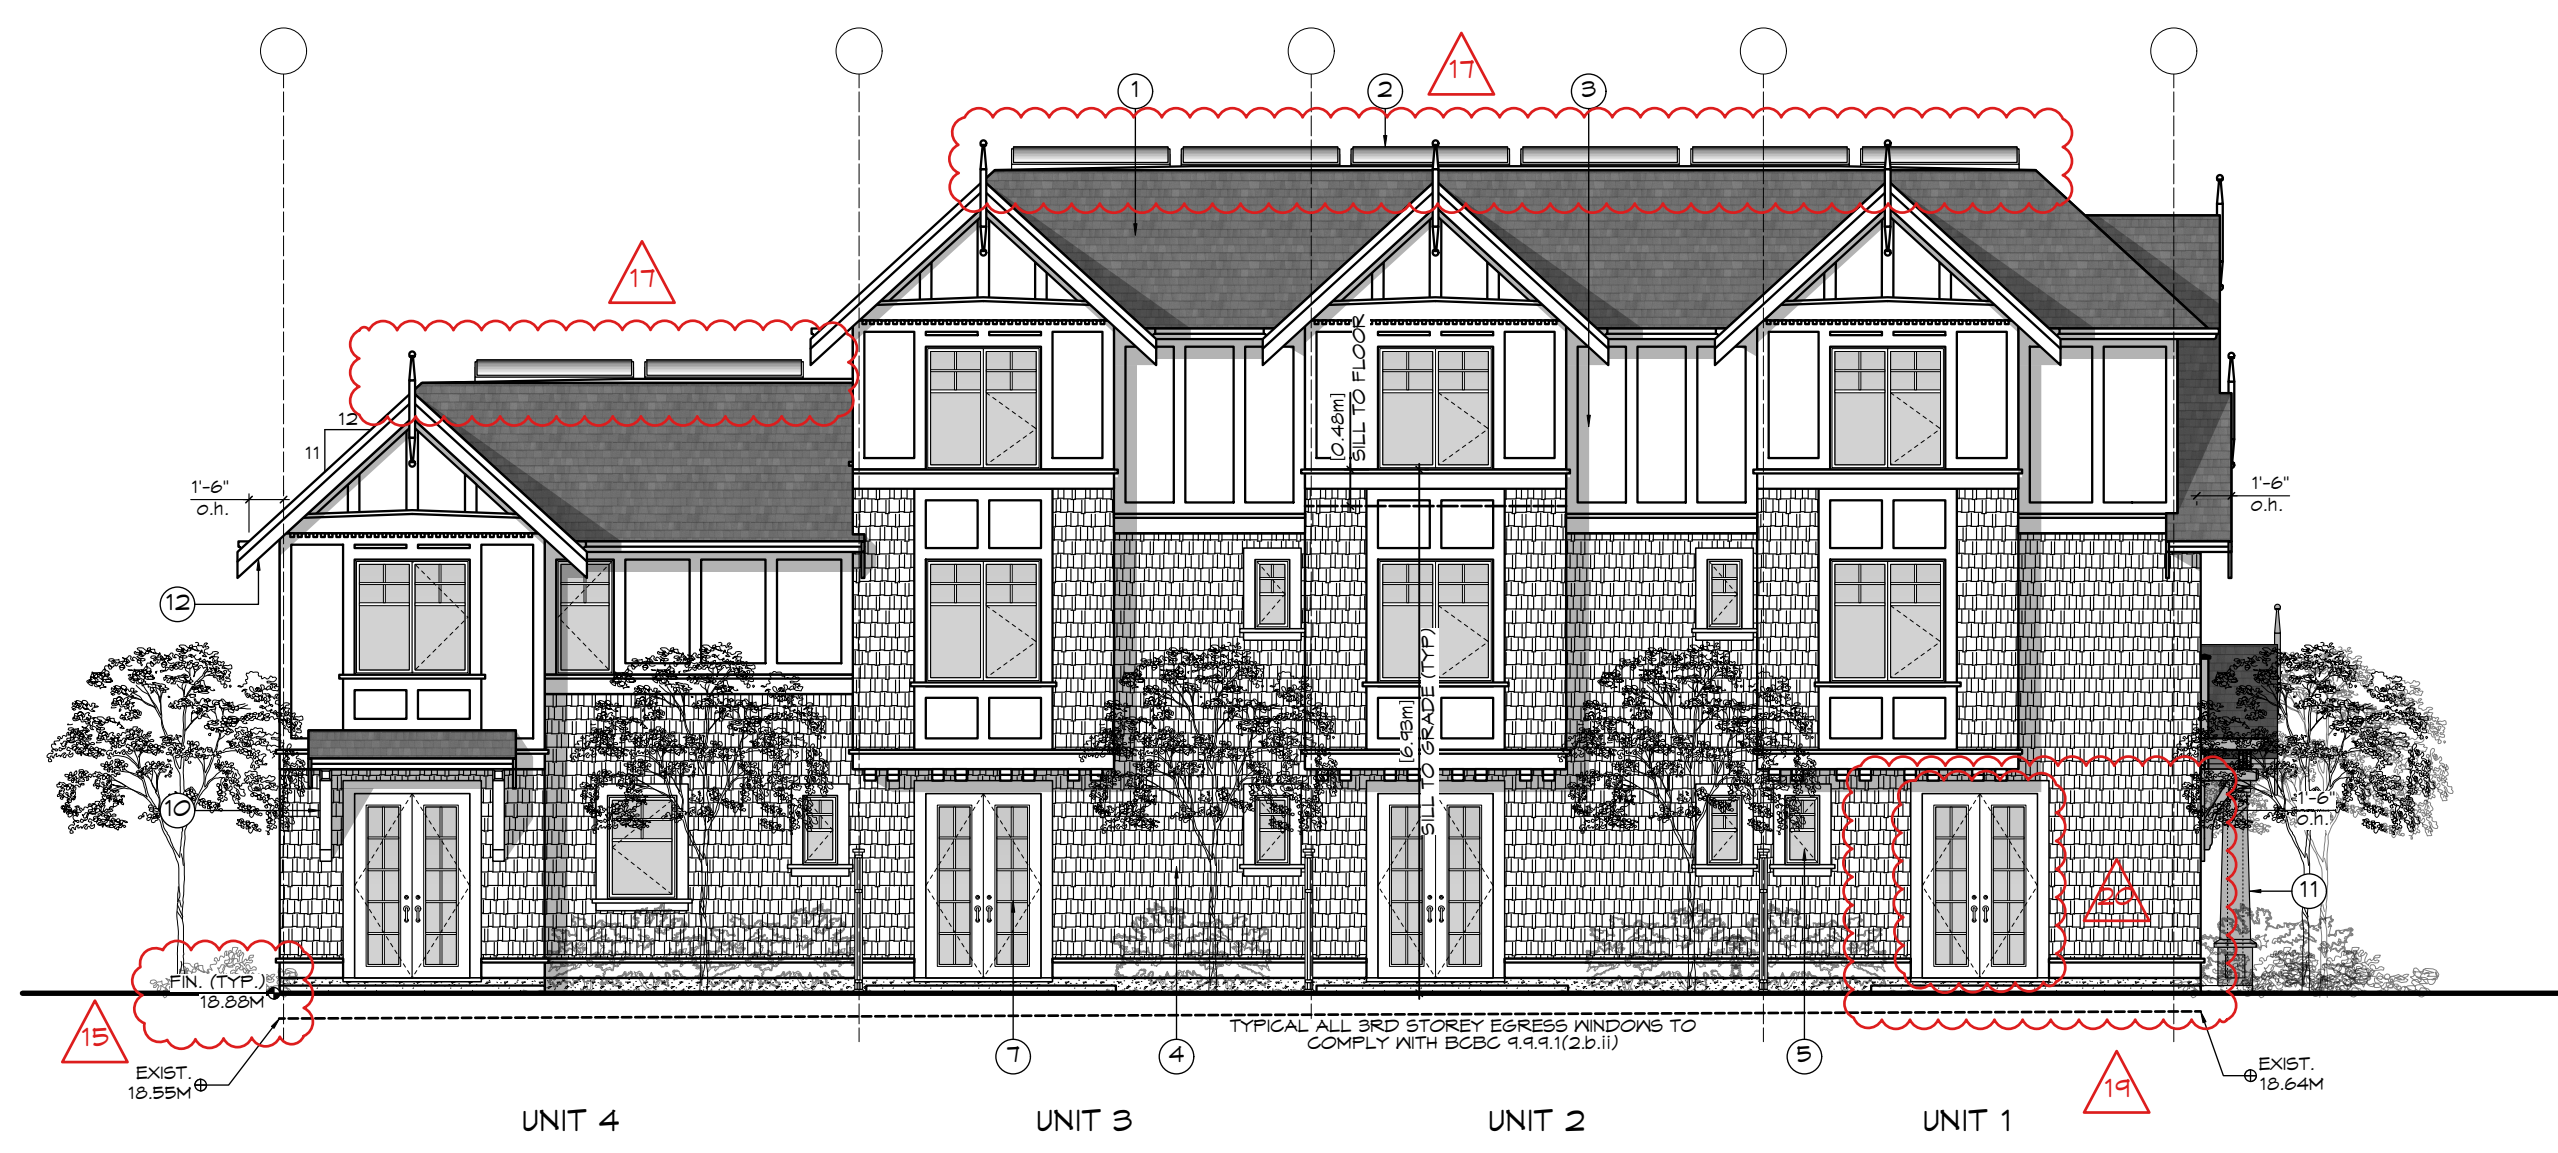 17
1
2
3
17
12
11
1'-6"
o.h.
[0.48m]
SILL TO FLOOR
1'-6"
o.h.
12
[6.93m]
SILL TO GRADE (TYP)
10
1'-6"
o.h.
11
20
FIN. (TYP.)
18.88M
15
TYPICAL ALL 3RD STOREY EGRESS WINDOWS TO
COMPLY WITH BCBC 9.9.9.1(2.b.ii)
7
4
5
EXIST.
18.55M
EXIST.
18.64M
19
UNIT 4
UNIT 3
UNIT 2
UNIT 1